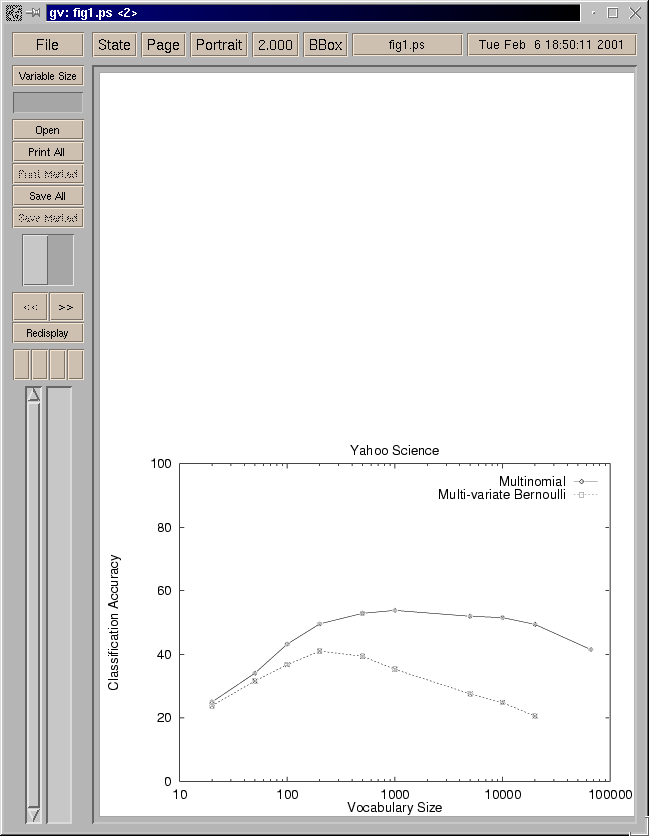 gv: fig1.ps <2>
File State Page Portrait 2.000 BBox fig1.ps Tue Feb 6 18:50:11 2001
Variable Size
Open
Print All
Print Marked
Save All
Save Marked
<< >>
Redisplay
Yahoo Science
Multinomial
Multi-variate Bernoulli
Classification Accuracy
100
80
60
40
20
0
10 100 1000 10000 100000
Vocabulary Size